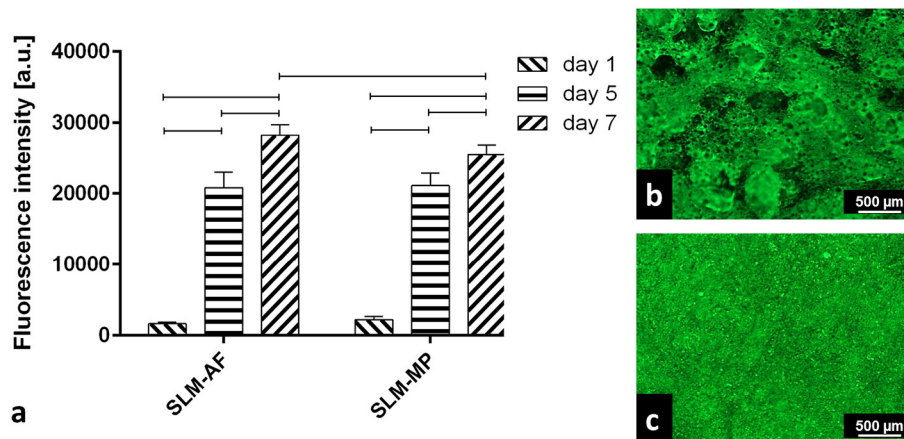 Fluorescence intensity [a.u.]
40000
30000
20000
10000
0
SLM-AF
SLM-MP
day 1
day 5
day 7
a
b
500 µm
c
500 µm